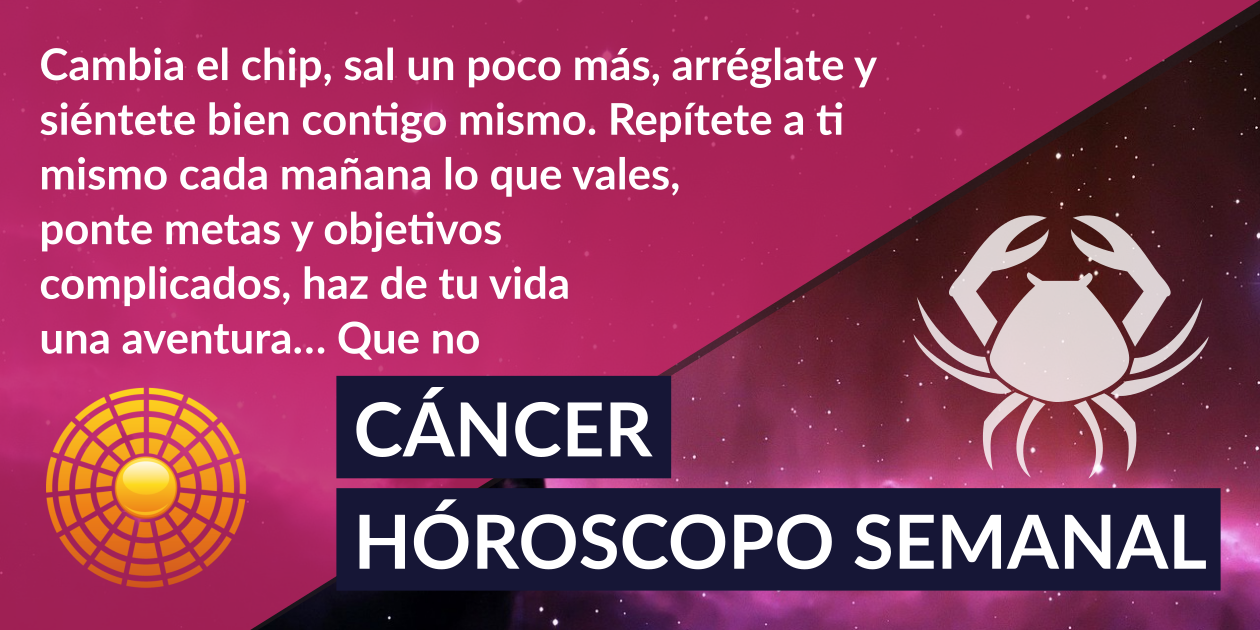 Cambia el chip, sal un poco más, arréglate y
siéntete bien contigo mismo. Repítete a ti
mismo cada mañana lo que vales,
ponte metas y objetivos
complicados, haz de tu vida
una aventura... Que no
CÁNCER
HÓROSCOPO SEMANAL